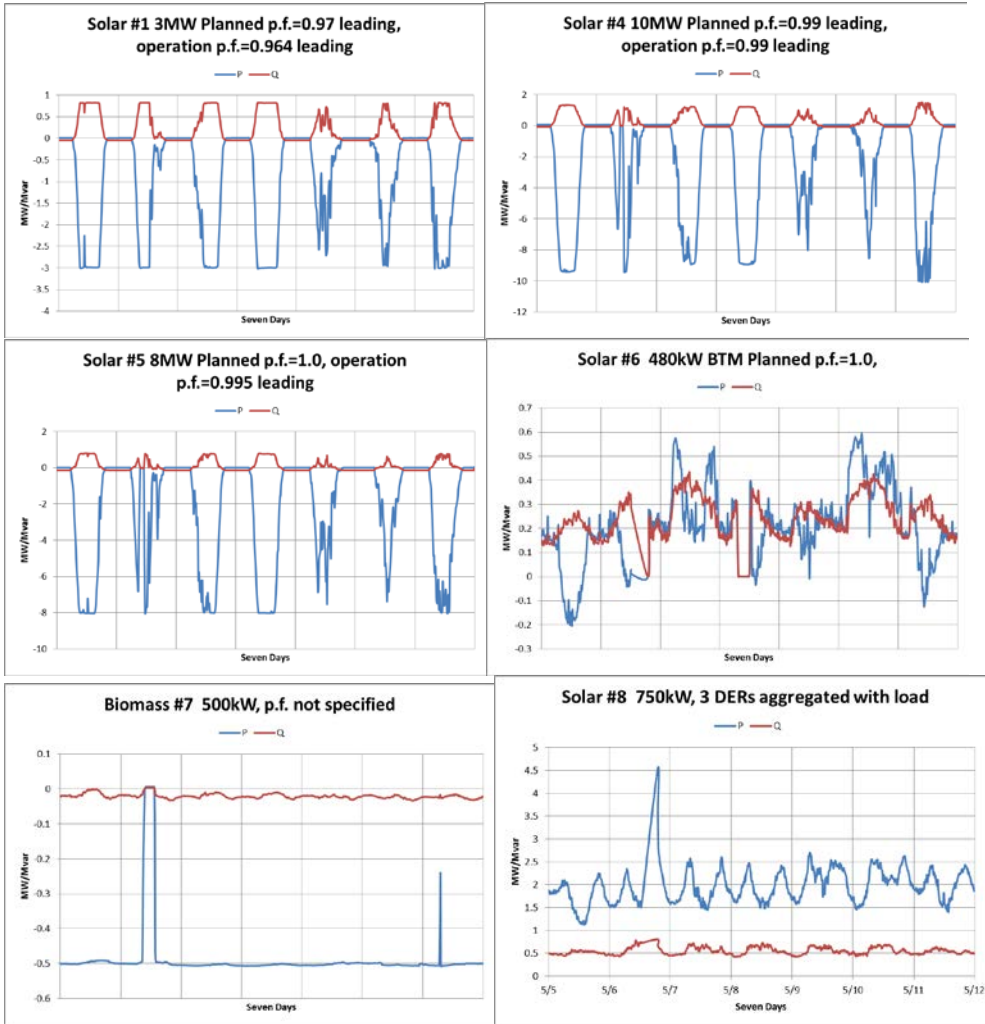 Solar #1 3MW Planned p.f.=0.97 leading,
operation p.f.=0.964 leading
P Q
1
0.5
0
-0.5
-1
-1.5
-2
-2.5
-3
-3.5
-4
MW/Mvar
Seven Days
Solar #4 10MW Planned p.f.=0.99 leading,
operation p.f.=0.99 leading
P Q
4
2
0
-2
-4
-6
-8
-10
-12
MW/Mvar
Seven Days
Solar #5 8MW Planned p.f.=1.0, operation
p.f.=0.995 leading
P Q
2
0
-2
-4
-6
-8
-10
MW/Mvar
Seven Days
Solar #6 480kW BTM Planned p.f.=1.0,
P Q
0.7
0.6
0.5
0.4
0.3
0.2
0.1
0
-0.1
-0.2
-0.3
MW/Mvar
Seven Days
Biomass #7 500kW, p.f. not specified
P Q
0.1
0
-0.1
-0.2
-0.3
-0.4
-0.5
-0.6
MW/Mvar
Seven Days
Solar #8 750kW, 3 DERs aggregated with load
P Q
5
4.5
4
3.5
3
2.5
2
1.5
1
0.5
0
MW/Mvar
5/5 5/6 5/7 5/8 5/9 5/10 5/11 5/12
Seven Days